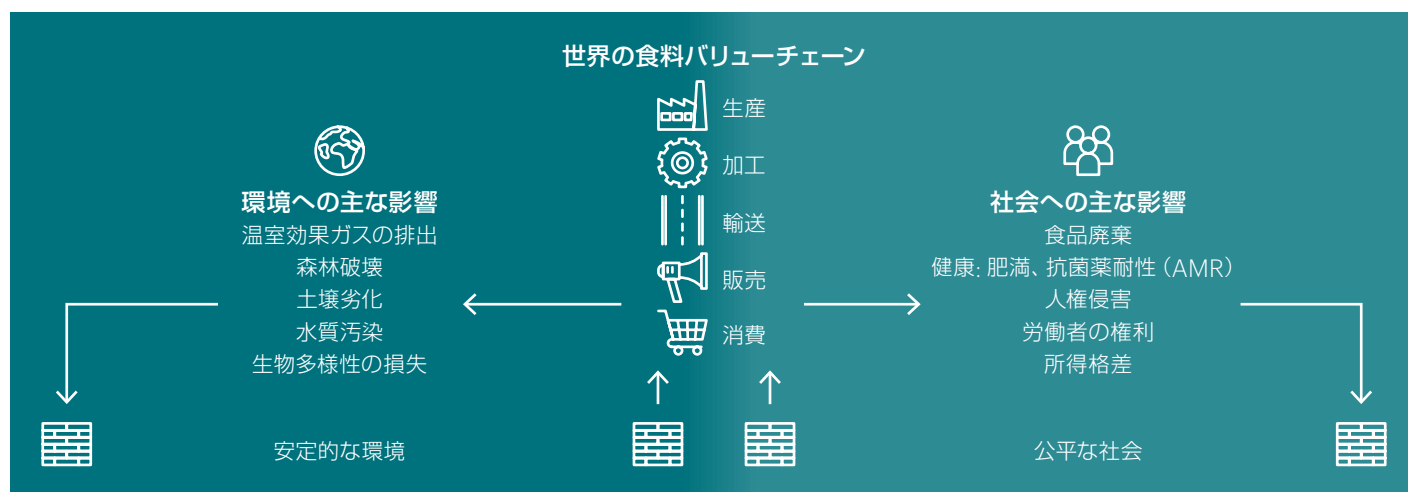 世界の食料バリューチェーン
生産
加工
輸送
販売
消費
環境への主な影響
温室効果ガスの排出
森林破壊
土壌劣化
水質汚染
生物多様性の損失
社会への主な影響
食品廃棄
健康: 肥満、抗菌薬耐性（AMR）
人権侵害
労働者の権利
所得格差
安定的な環境
公平な社会